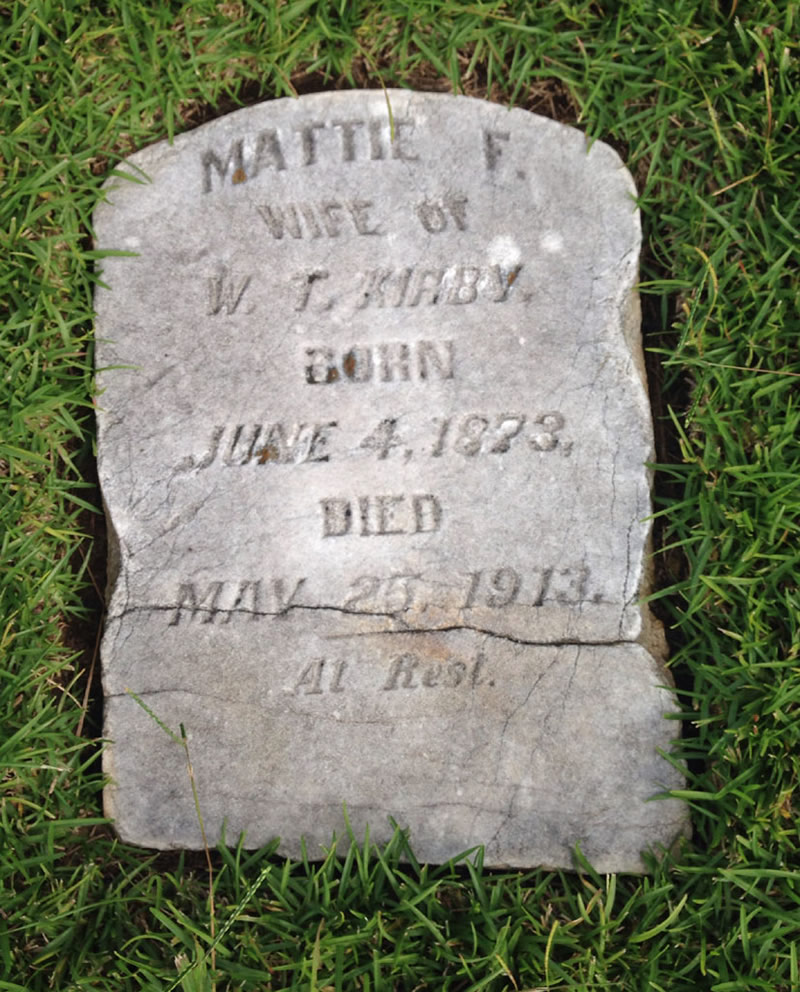 MATTIE F.
WIFE OF
W. T. KIRBY.
BORN
JUNE 4, 1873.
DIED
MAY 25, 1913.
At Rest.